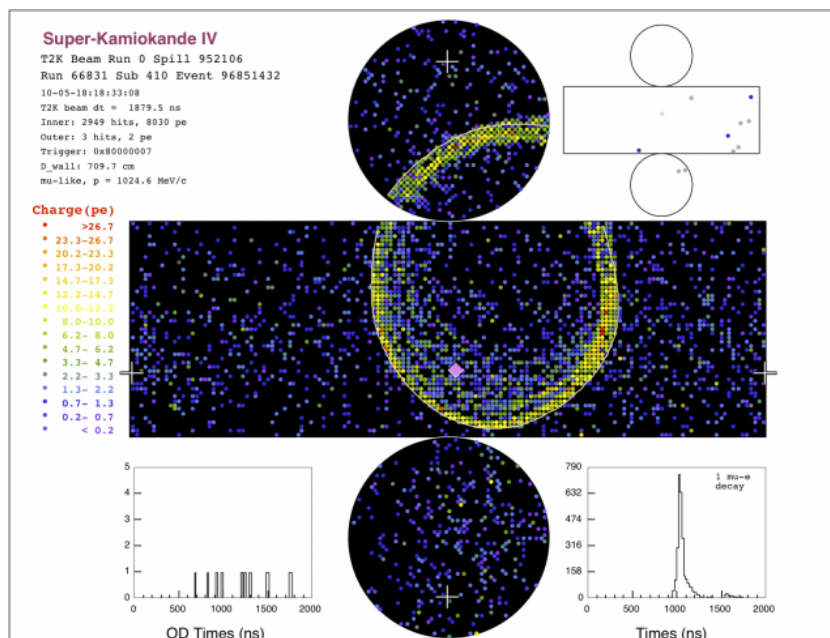 Super-Kamiokande IV
T2K Beam Run 0 Spill 952106
Run 66831 Sub 410 Event 96851432
10-05-18:18:33:08
T2K beam dt = 1879.5 ns
Inner: 2949 hits, 8030 pe
Outer: 3 hits, 2 pe
Trigger: 0x80000007
D_wall: 709.7 cm
mu-like, p = 1024.6 MeV/c
Charge(pe)
>26.7
23.3-26.7
20.2-23.3
17.3-20.2
14.7-17.3
12.2-14.7
10.0-12.2
8.0-10.0
6.2- 8.0
4.7- 6.2
3.3- 4.7
2.2- 3.3
1.3- 2.2
0.7- 1.3
0.2- 0.7
< 0.2
5
4
3
2
1
0
0 500 1000 1500 2000
OD Times (ns)
1 mu-e
decay
790
632
474
316
158
0
0 500 1000 1500 2000
Times (ns)